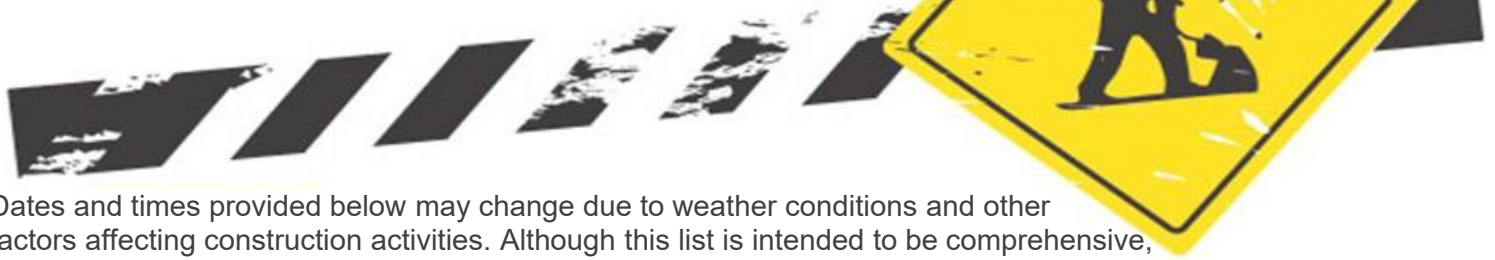 Dates and times provided below may change due to weather conditions and other
actors affecting construction activities. Although this list is intended to be comprehensive,